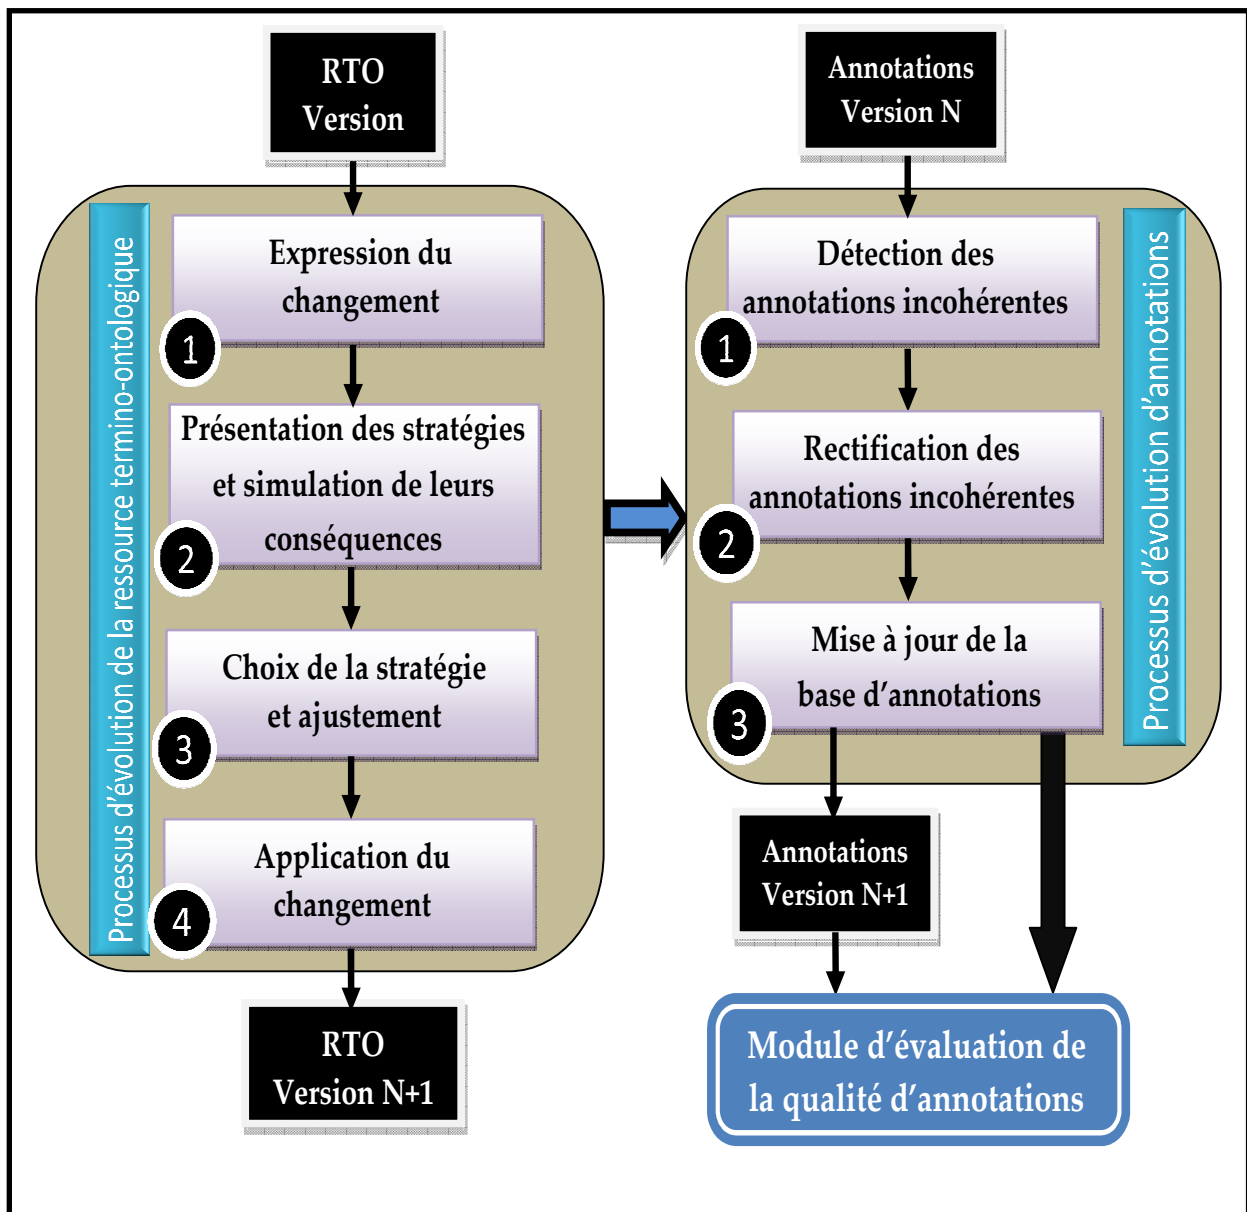 RTO
Version
Processus d'évolution de la ressource termino-ontologique
Expression du
changement
1
Présentation des stratégies
et simulation de leurs
conséquences
2
Choix de la stratégie
et ajustement
3
Application du
changement
4
RTO
Version N+1
Annotations
Version N
Détection des
annotations incohérentes
1
Rectification des
annotations incohérentes
2
Mise à jour de la
base d'annotations
3
Processus d'évolution d'annotations
Annotations
Version N+1
Module d'évaluation de
la qualité d'annotations